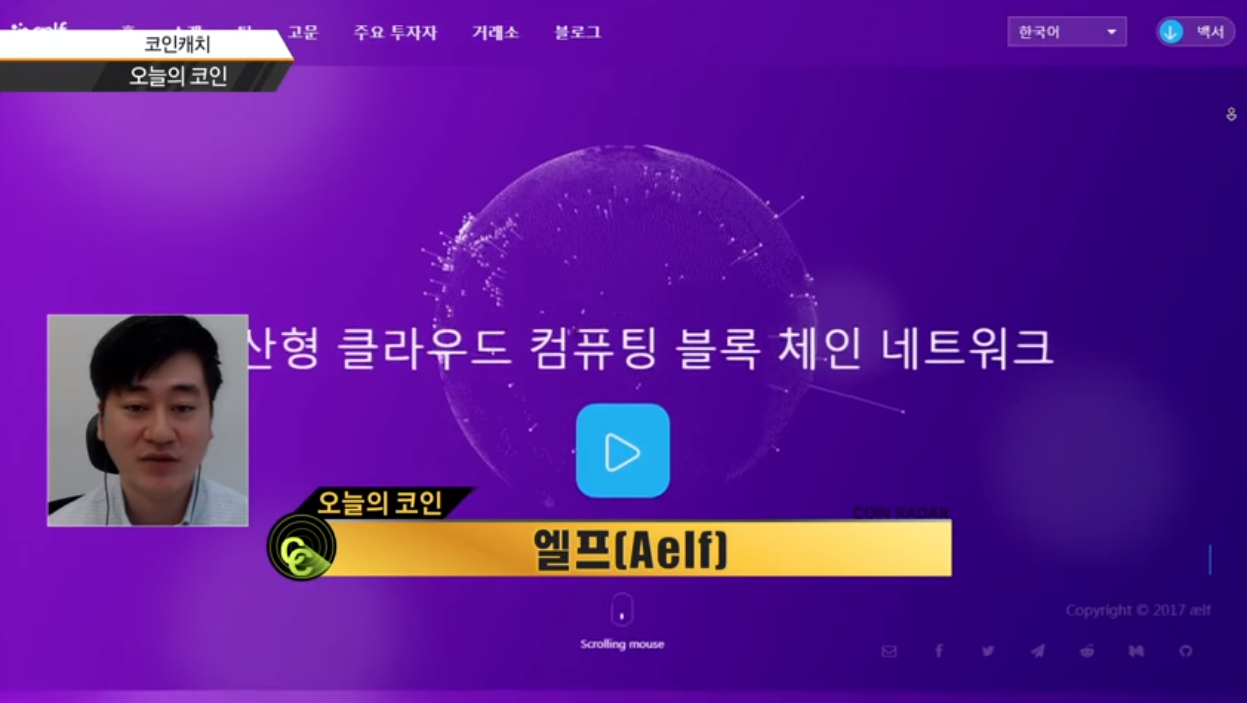 고문 주요 투자자 거래소 블로그 한국어 백서
코인캐치
오늘의 코인
산형 클라우드 컴퓨팅 블록 체인 네트워크
오늘의 코인
COIN RADAR
엘프(Aelf)
Scrolling mouse
Copyright © 2017 ælf